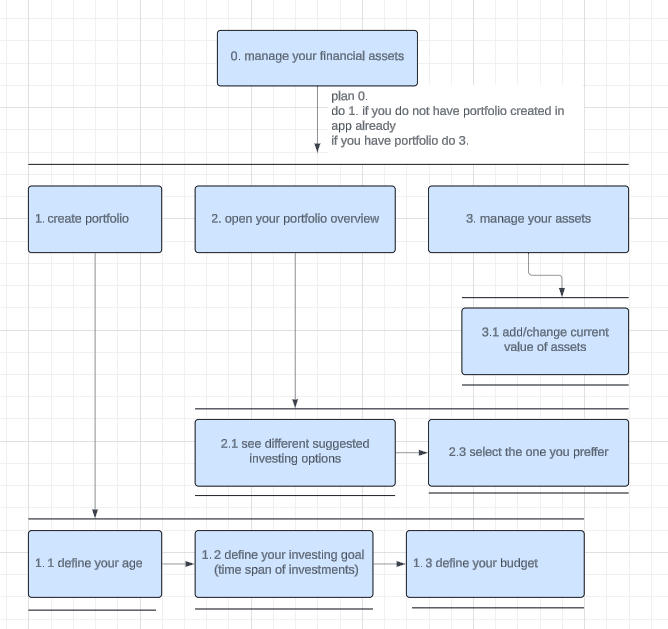 0. manage your financial assets
plan 0.
do 1. if you do not have portfolio created in
app already
if you have portfolio do 3.
1. create portfolio
2. open your portfolio overview
3. manage your assets
3.1 add/change current
value of assets
2.1 see different suggested
investing options
2.3 select the one you preffer
1. 1 define your age
1. 2 define your investing goal
(time span of investments)
1. 3 define your budget